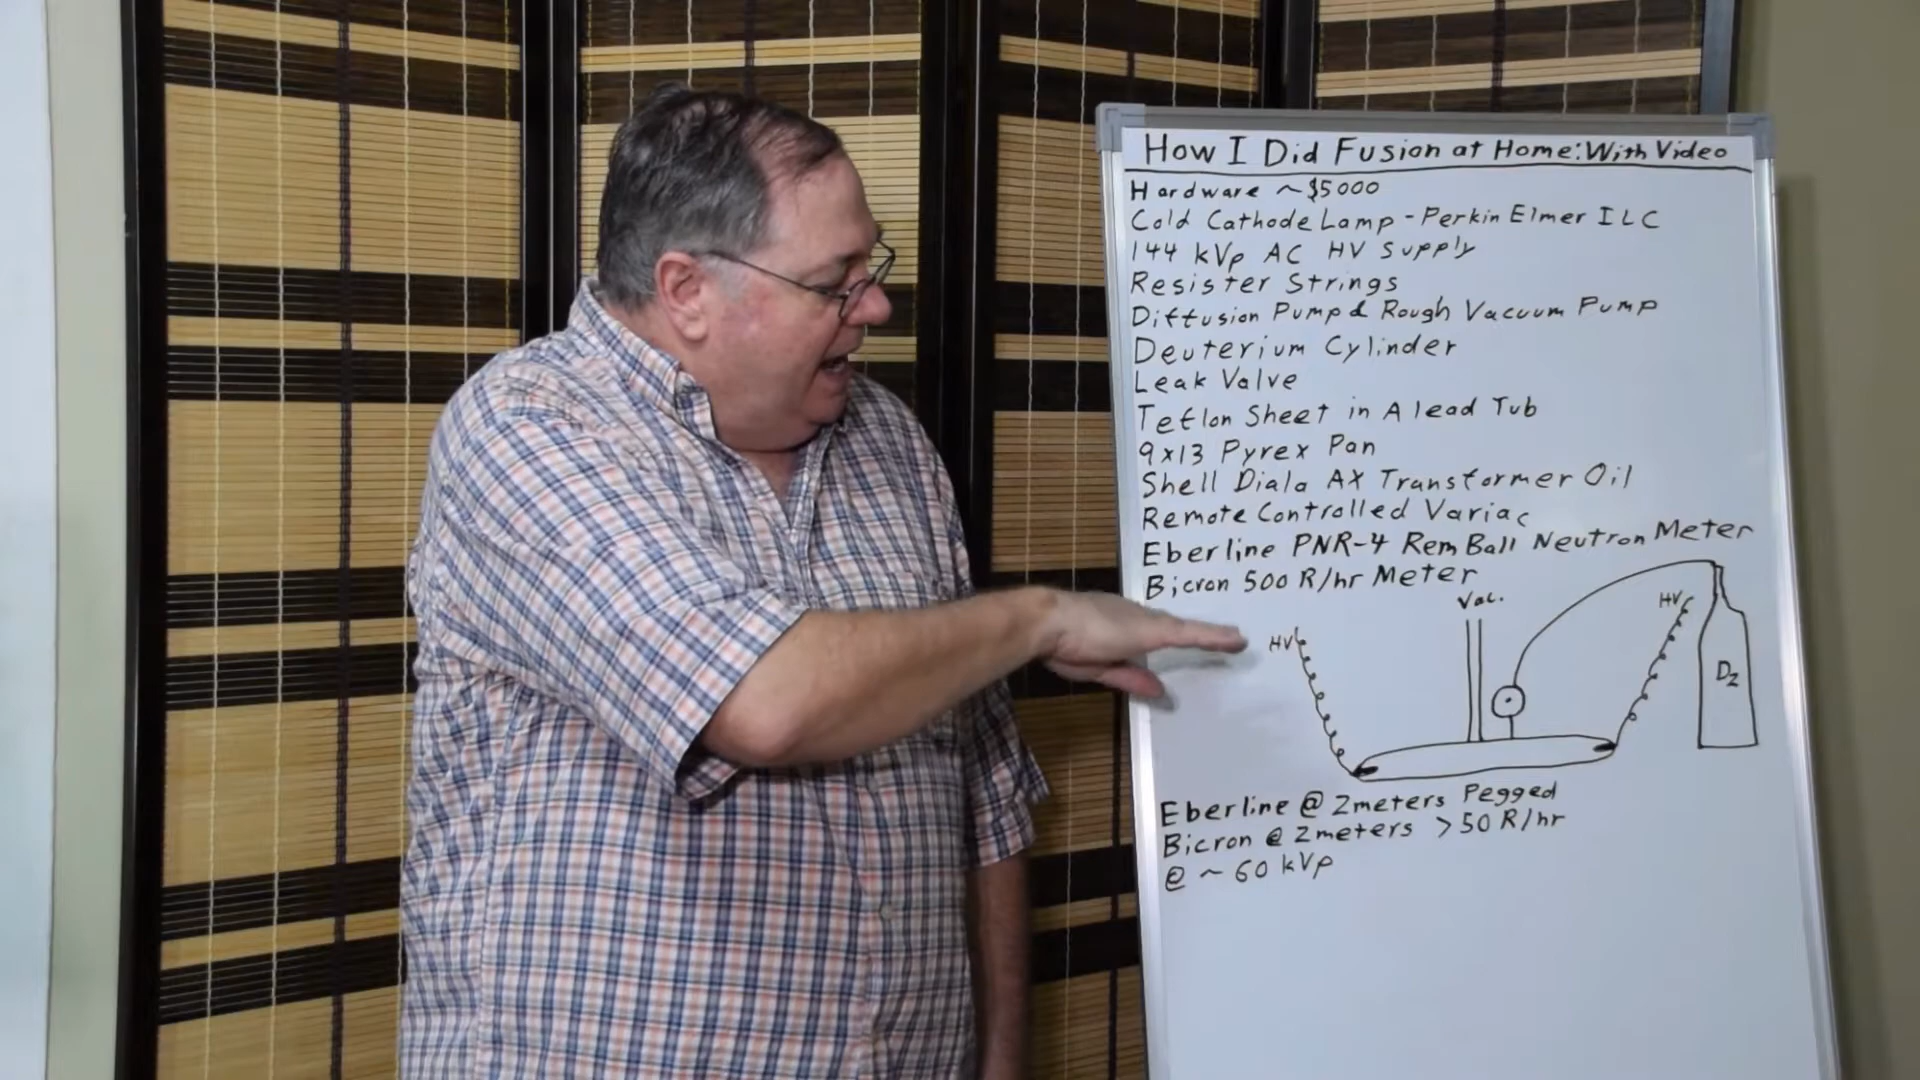 How I Did Fusion at Home: With Video
Hardware ~$5000
Cold Cathode Lamp - Perkin Elmer ILC
144 kVp AC HV Supply
Resister Strings
Diffusion Pump & Rough Vacuum Pump
Deuterium Cylinder
Leak Valve
Teflon Sheet in A lead Tub
9x13 Pyrex Pan
Shell Diala AX Transformer Oil
Remote Controlled Variac
Eberline PNR-4 Rem Ball Neutron Meter
Bicron 500 R/hr Meter
Vac.
HV
HV
D2
Eberline @ 2meters Pegged
Bicron @ 2meters >50 R/hr
@ ~ 60 kVp